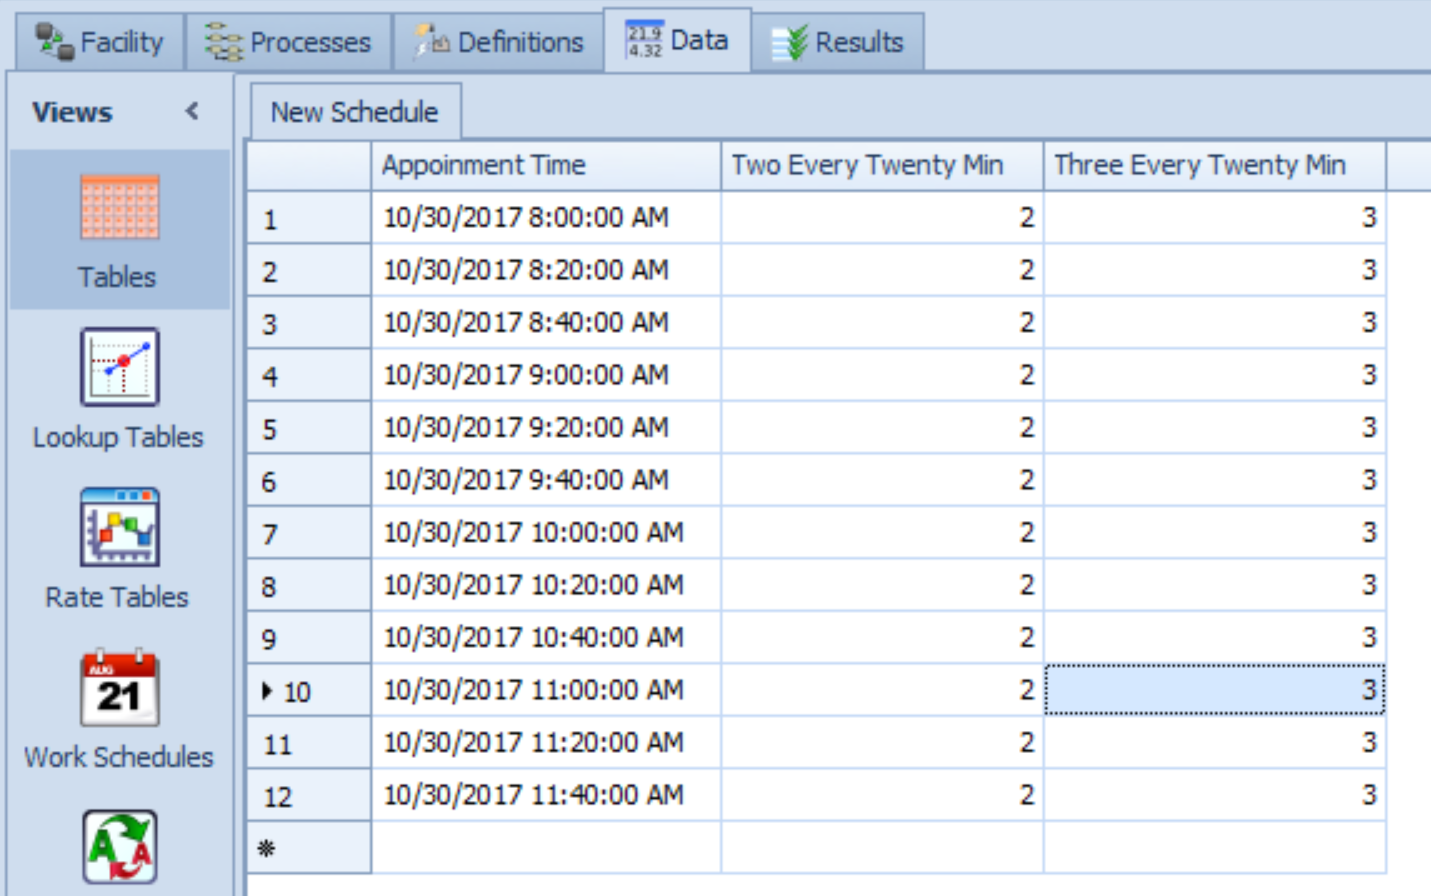 Facility Processes Definitions 21.9 4.32 Data Results
Views <
New Schedule
Appoinment Time Two Every Twenty Min Three Every Twenty Min
1 10/30/2017 8:00:00 AM 2 3
2 10/30/2017 8:20:00 AM 2 3
3 10/30/2017 8:40:00 AM 2 3
4 10/30/2017 9:00:00 AM 2 3
5 10/30/2017 9:20:00 AM 2 3
6 10/30/2017 9:40:00 AM 2 3
7 10/30/2017 10:00:00 AM 2 3
8 10/30/2017 10:20:00 AM 2 3
9 10/30/2017 10:40:00 AM 2 3
10 10/30/2017 11:00:00 AM 2 3
11 10/30/2017 11:20:00 AM 2 3
12 10/30/2017 11:40:00 AM 2 3
Tables
Lookup Tables
Rate Tables
AUG
21
Work Schedules
A A